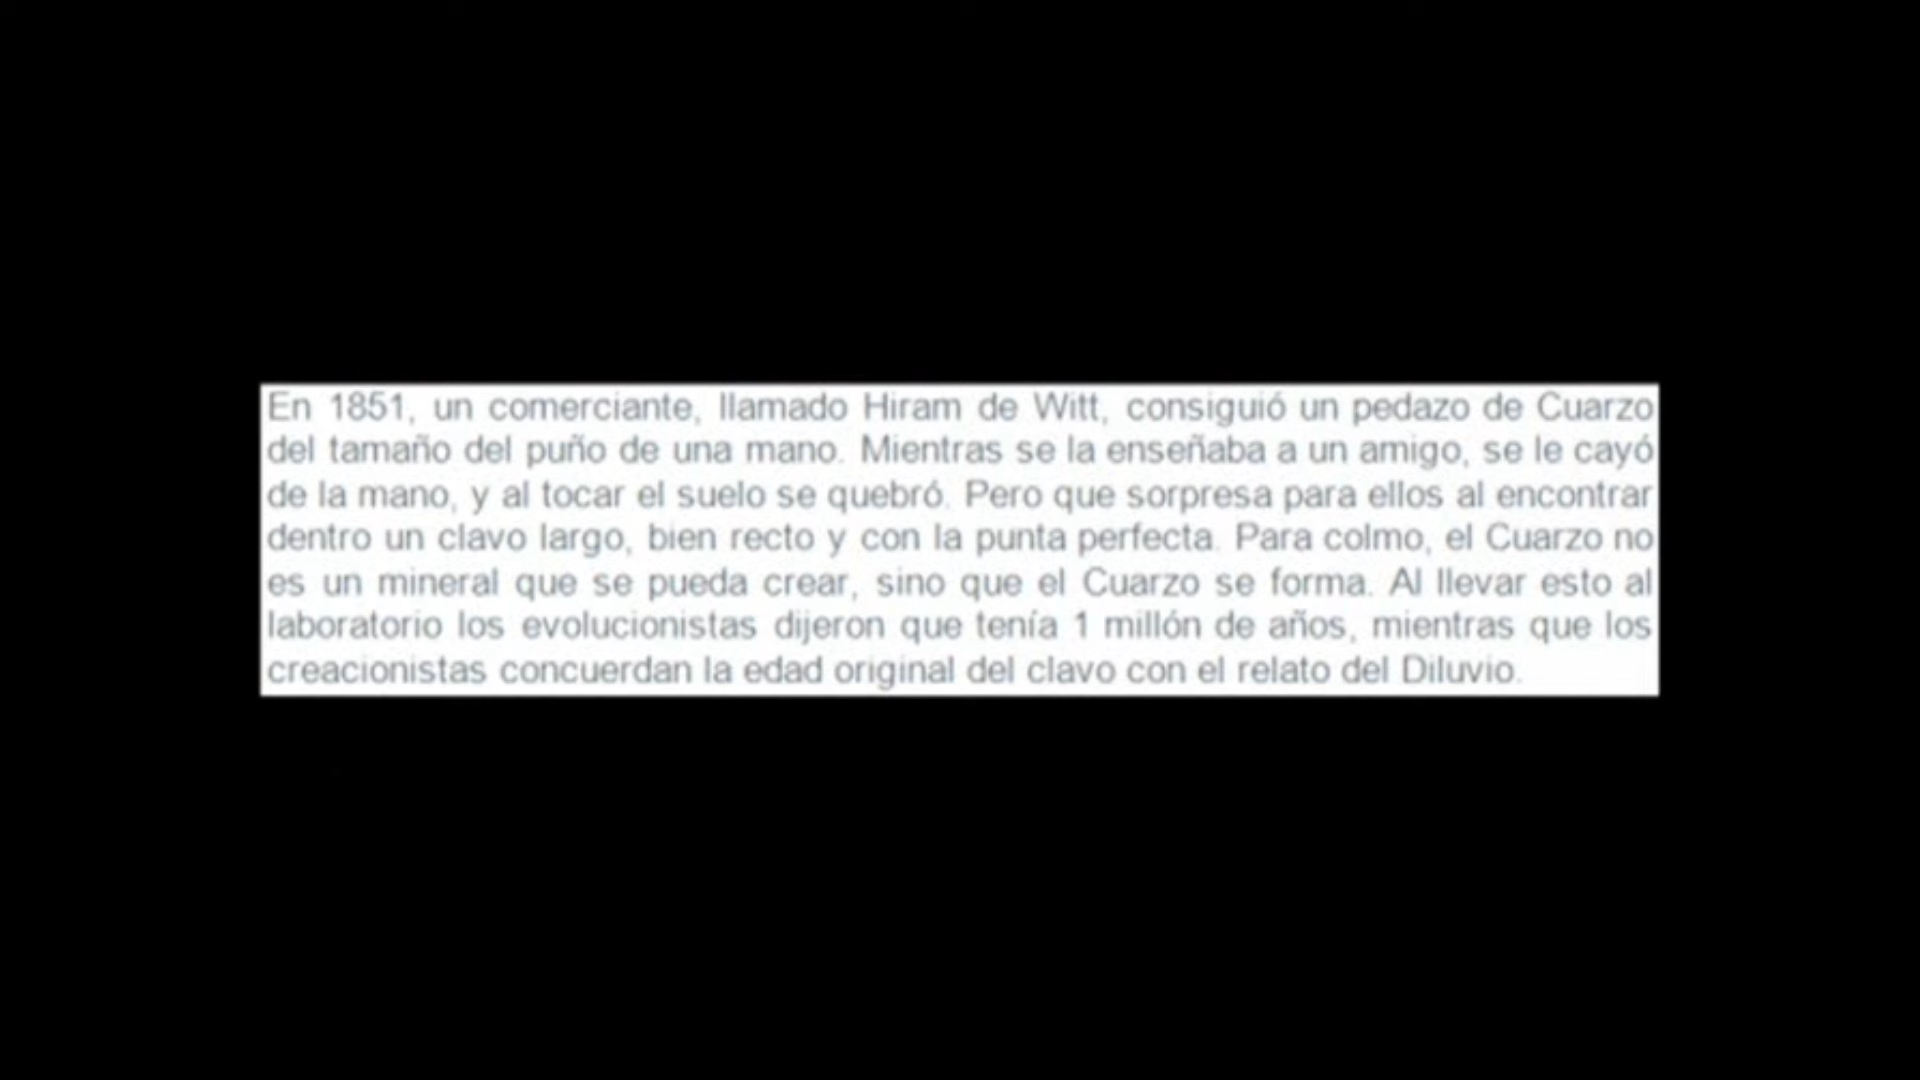 En 1851, un comerciante, llamado Hiram de Witt, consiguió un pedazo de Cuarzo
del tamaño del puño de una mano. Mientras se la enseñaba a un amigo, se le cayó
de la mano, y al tocar el suelo se quebró. Pero que sorpresa para ellos al encontrar
dentro un clavo largo, bien recto y con la punta perfecta. Para colmo, el Cuarzo no
es un mineral que se pueda crear, sino que el Cuarzo se forma. Al llevar esto al
laboratorio los evolucionistas dijeron que tenía 1 millón de años, mientras que los
creacionistas concuerdan la edad original del clavo con el relato del Diluvio.